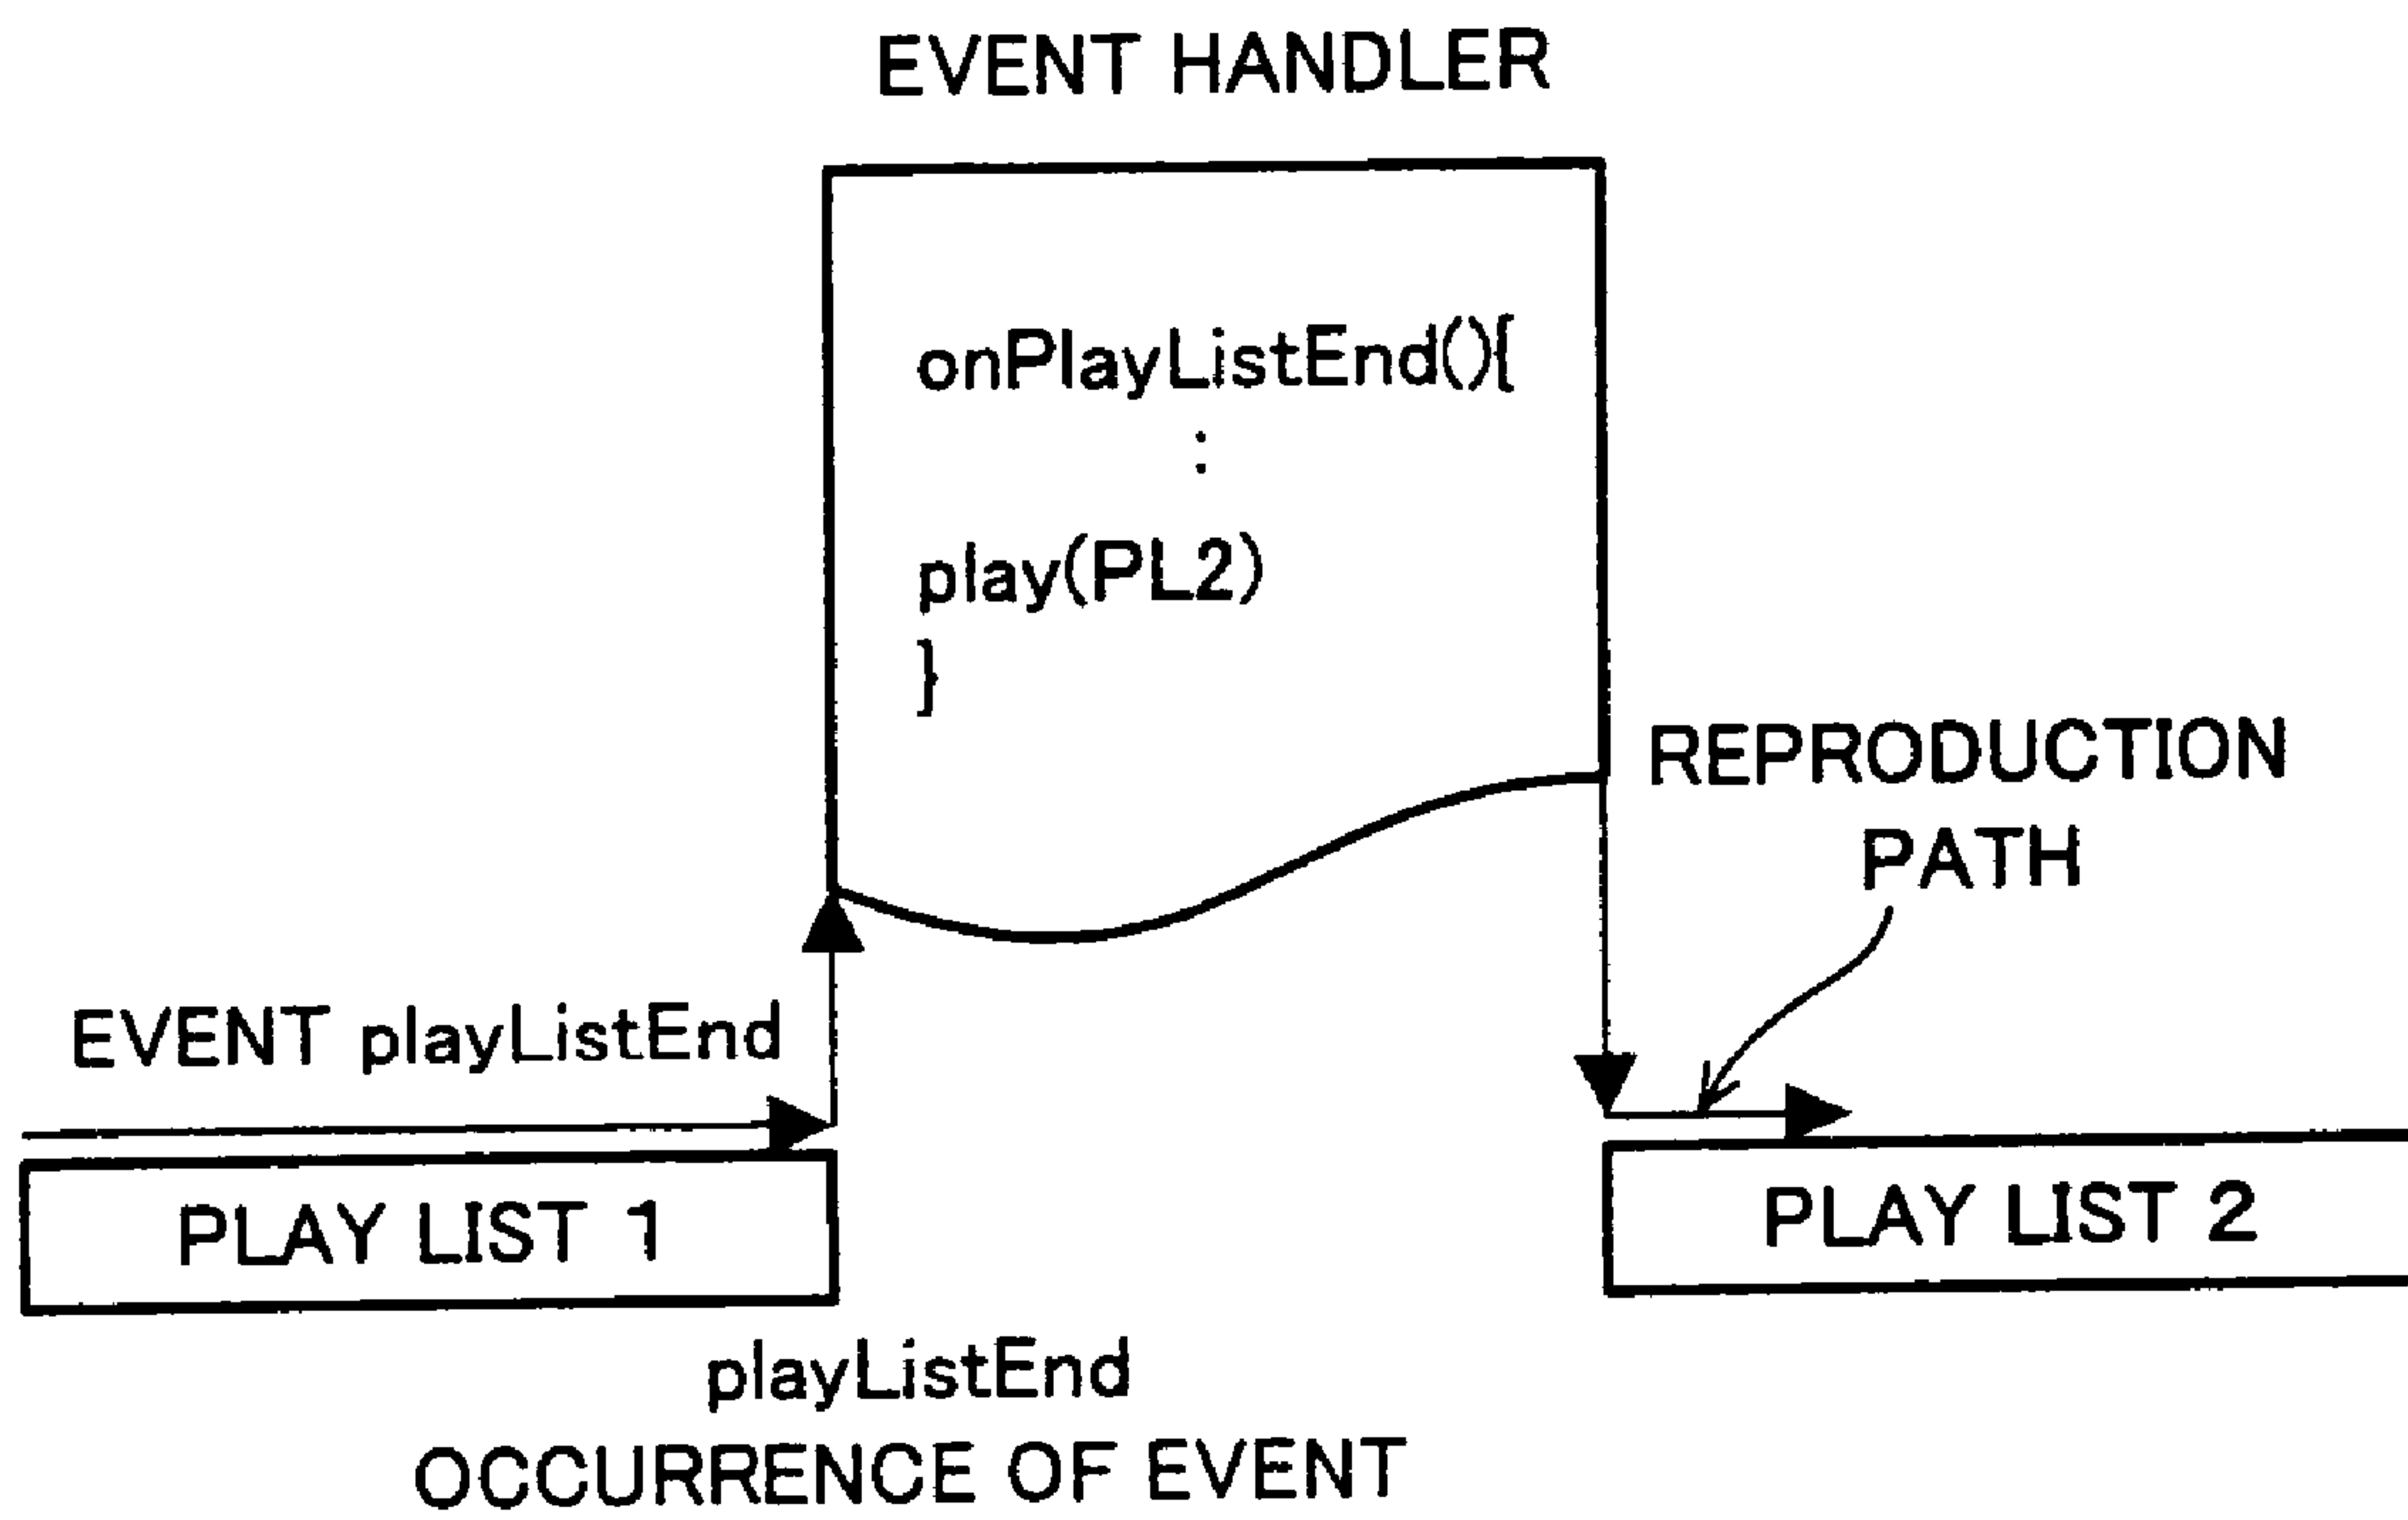 EVENT HANDLER
onPlayListEnd(){
:
play(PL2)
}
REPRODUCTION
PATH
EVENT playListEnd
PLAY LIST 1
PLAY LIST 2
playListEnd
OCCURRENCE OF EVENT